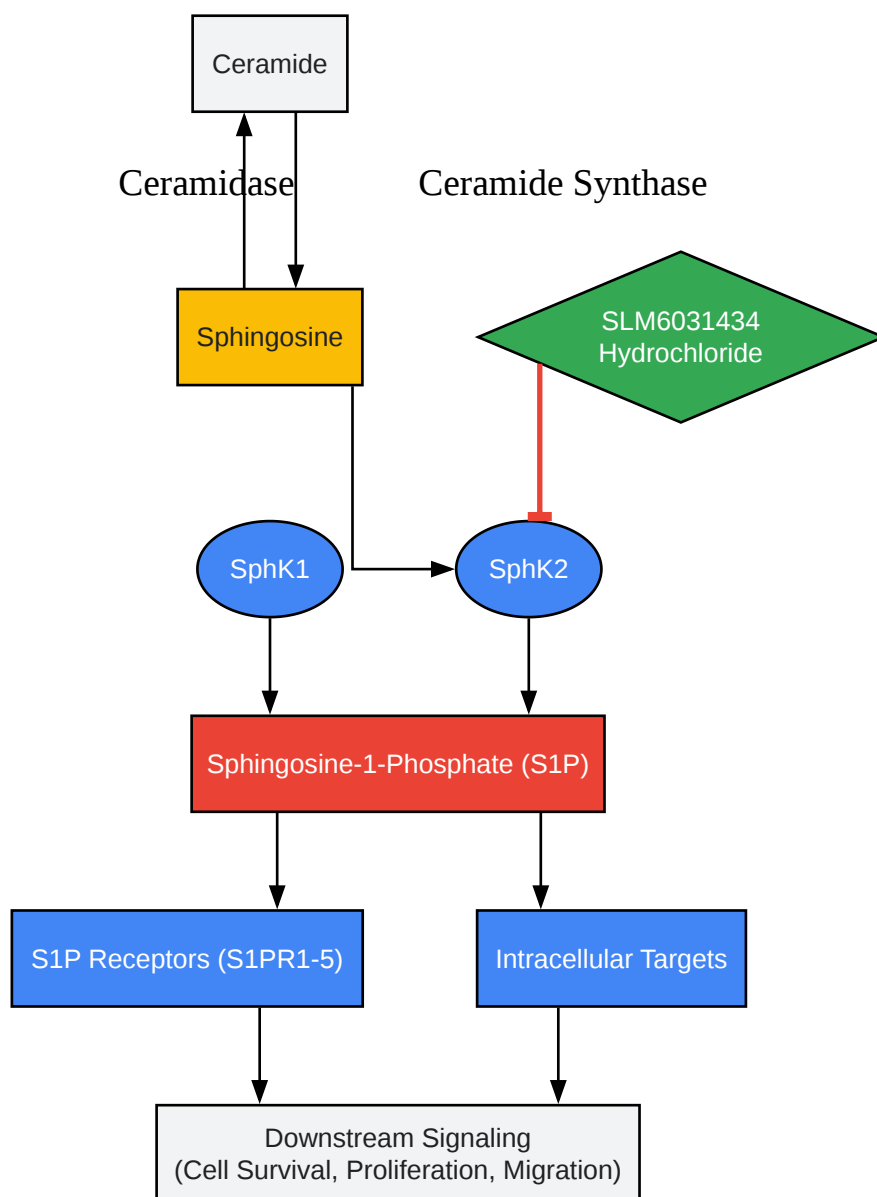 Ceramide
Ceramidase
Ceramide Synthase
SLM6031434
Hydrochloride
Sphingosine
SphK1
SphK2
Sphingosine-1-Phosphate (S1P)
S1P Receptors (S1PR1-5)
Intracellular Targets
Downstream Signaling
(Cell Survival, Proliferation, Migration)